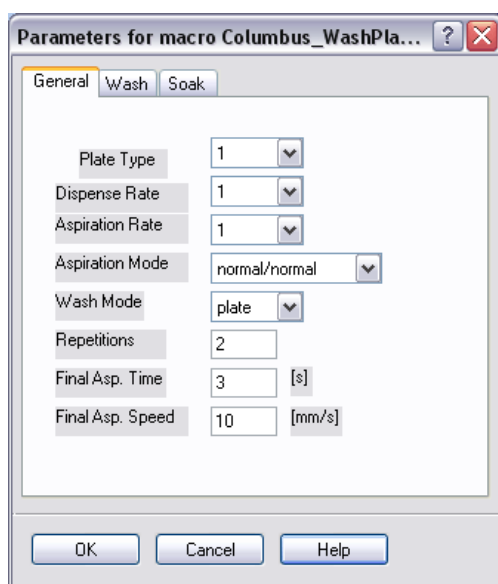 Parameters for macro Columbus_WashPla... ?
General Wash Soak
Plate Type 1
Dispense Rate 1
Aspiration Rate 1
Aspiration Mode normal/normal
Wash Mode plate
Repetitions 2
Final Asp. Time 3 [s]
Final Asp. Speed 10 [mm/s]
OK Cancel Help